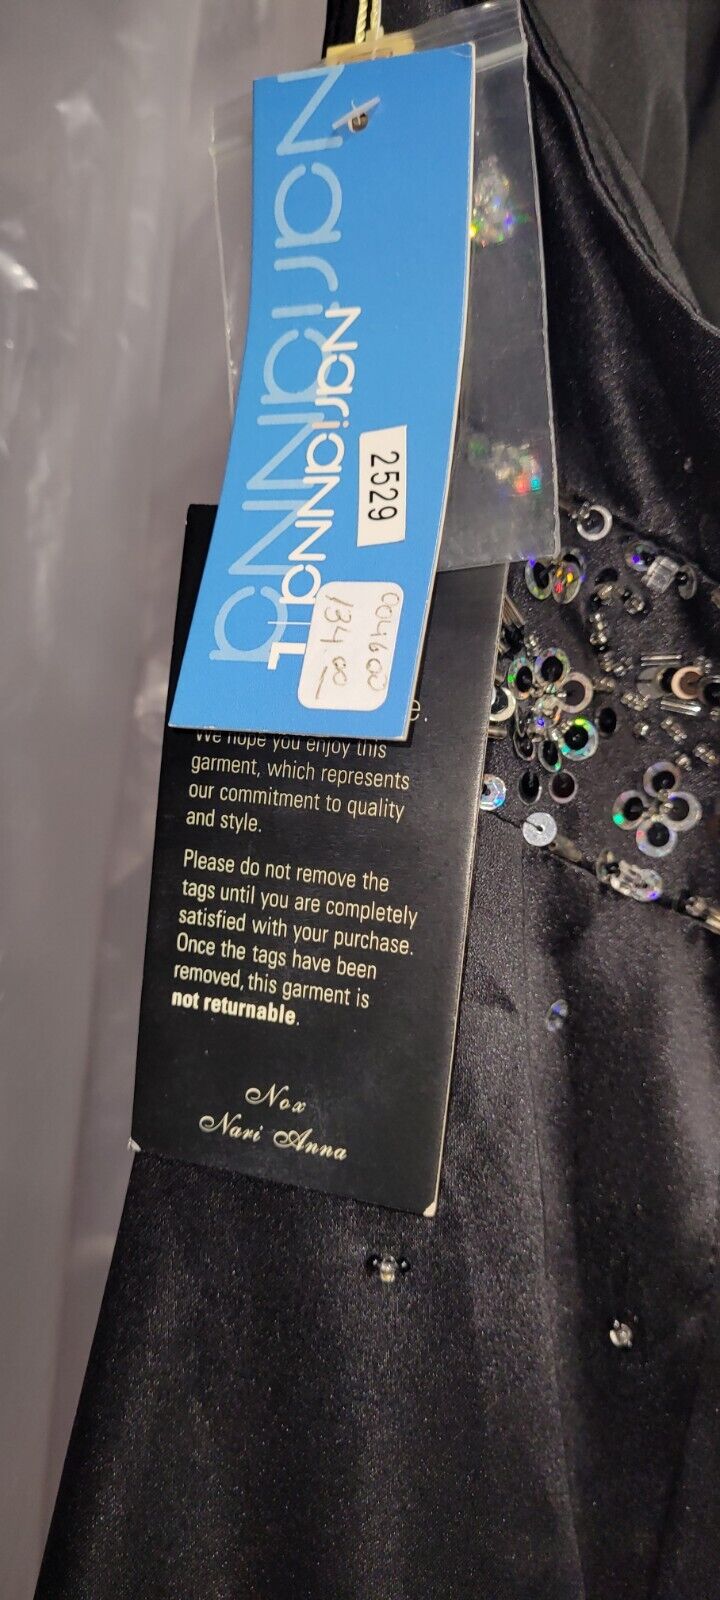 NariaNNa
NariaNNa
L
2529
004600
134.00
e
We hope you enjoy this
garment, which represents
our commitment to quality
and style.
Please do not remove the
tags until you are completely
satisfied with your purchase.
Once the tags have been
removed, this garment is
not returnable.
Nox
Nari Anna